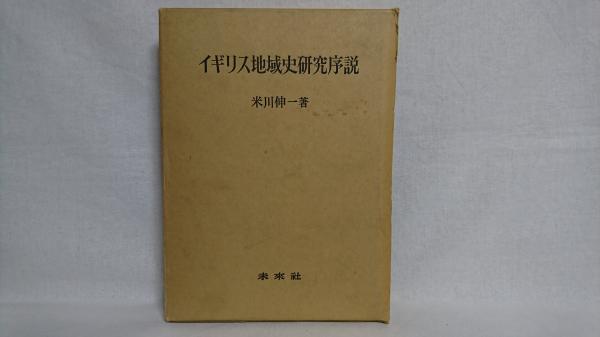 イギリス地域史研究序説
米川伸一著
未來社